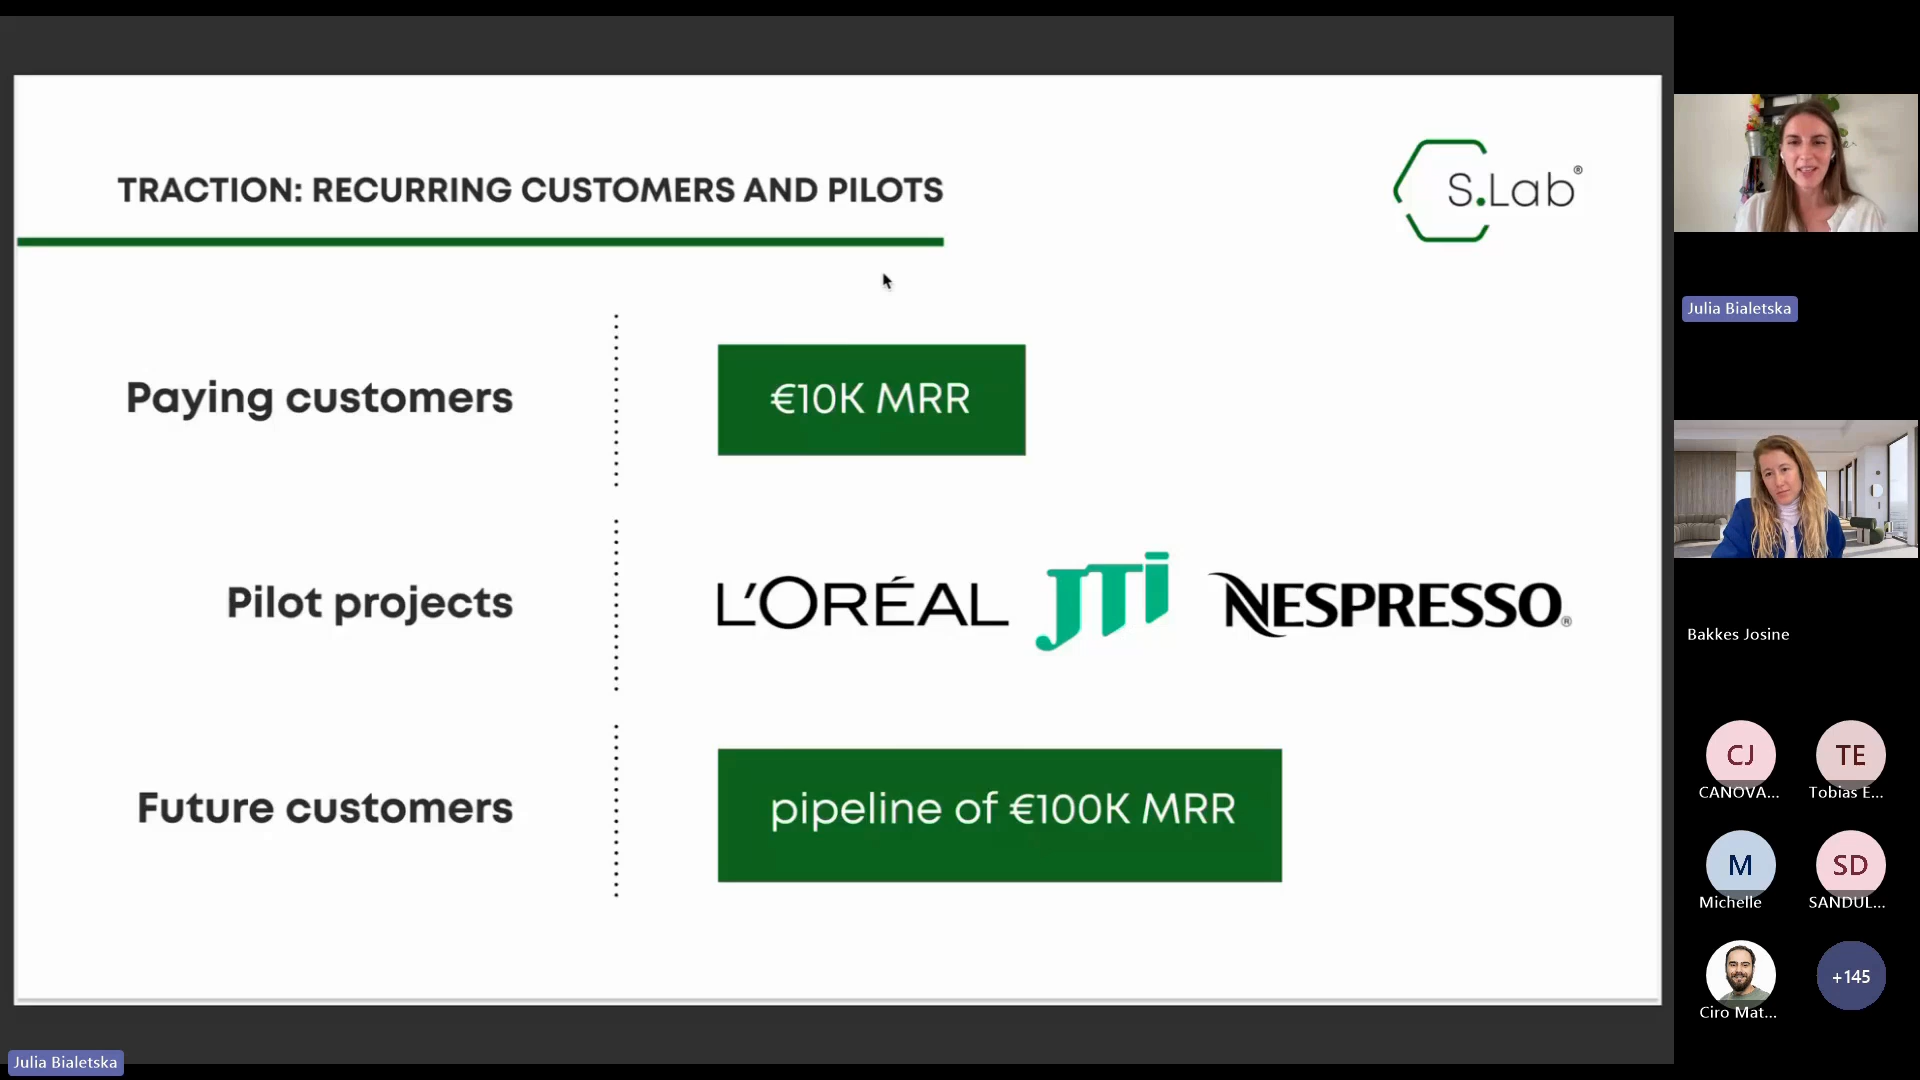 TRACTION: RECURRING CUSTOMERS AND PILOTS
S.Lab®
Paying customers
€10K MRR
Pilot projects
L'ORÉAL
JTi
NESPRESSO®
Future customers
pipeline of €100K MRR
Julia Bialetska
Julia Bialetska
Bakkes Josine
CJ
CANOVA...
TE
Tobias E...
M
Michelle
SD
SANDUL...
Ciro Mat...
+145